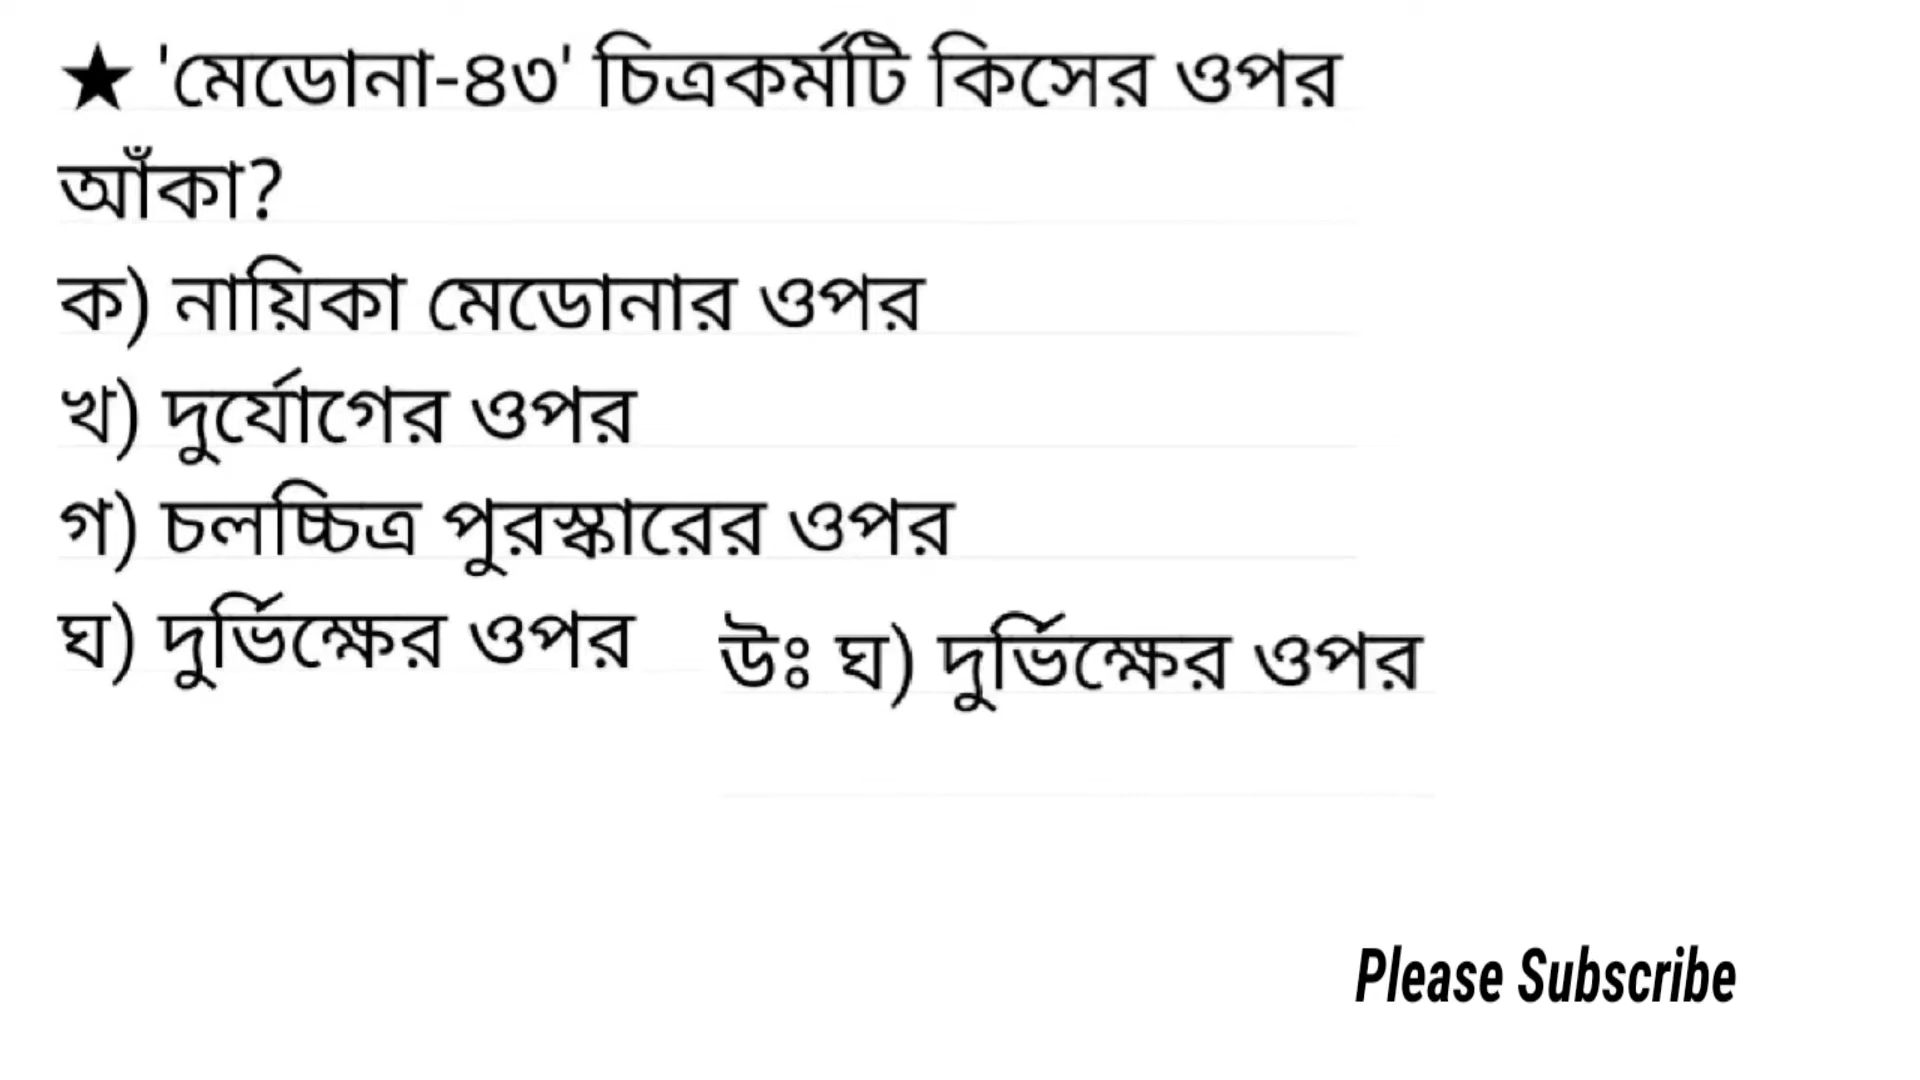 ★ 'মেডোনা-৪৩' চিত্রকর্মটি কিসের ওপর
আঁকা?
ক) নায়িকা মেডোনার ওপর
খ) দুর্যোগের ওপর
গ) চলচ্চিত্র পুরস্কারের ওপর
ঘ) দুর্ভিক্ষের ওপর
উঃ ঘ) দুর্ভিক্ষের ওপর
Please Subscribe